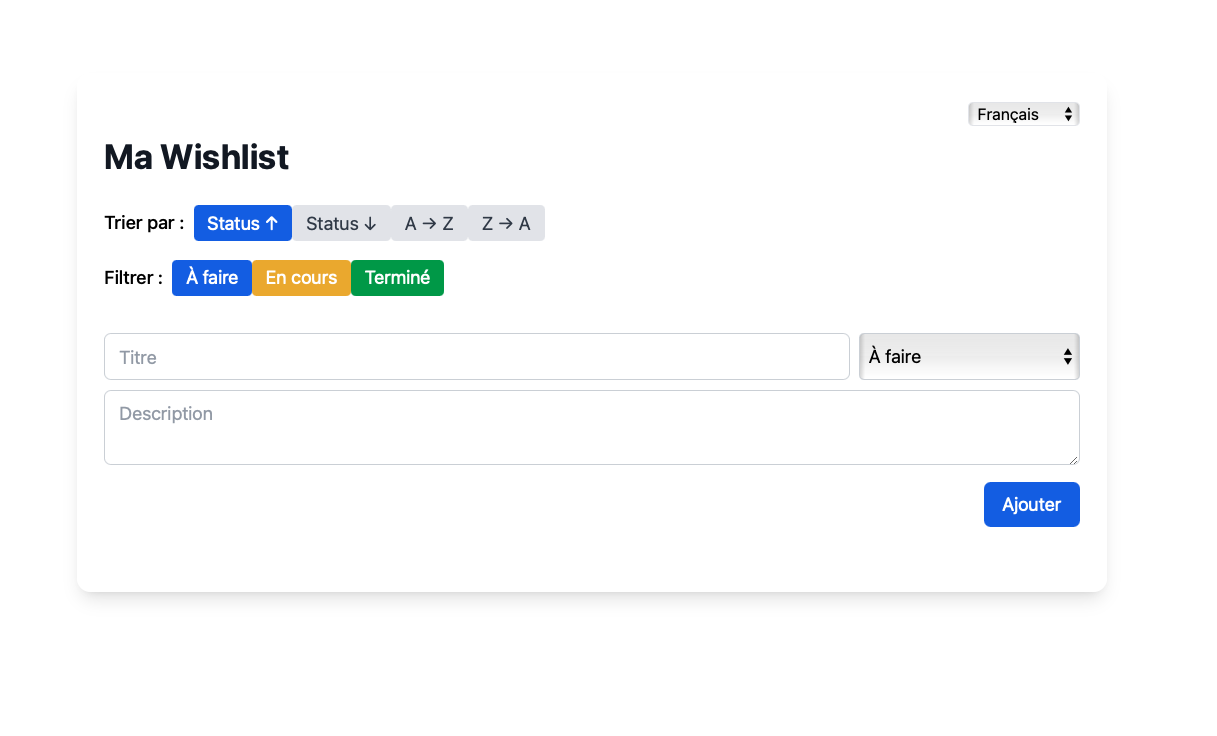 Français
Ma Wishlist
Trier par : Status ↑ Status ↓ A → Z Z → A
Filtrer : À faire En cours Terminé
Titre À faire
Description
Ajouter